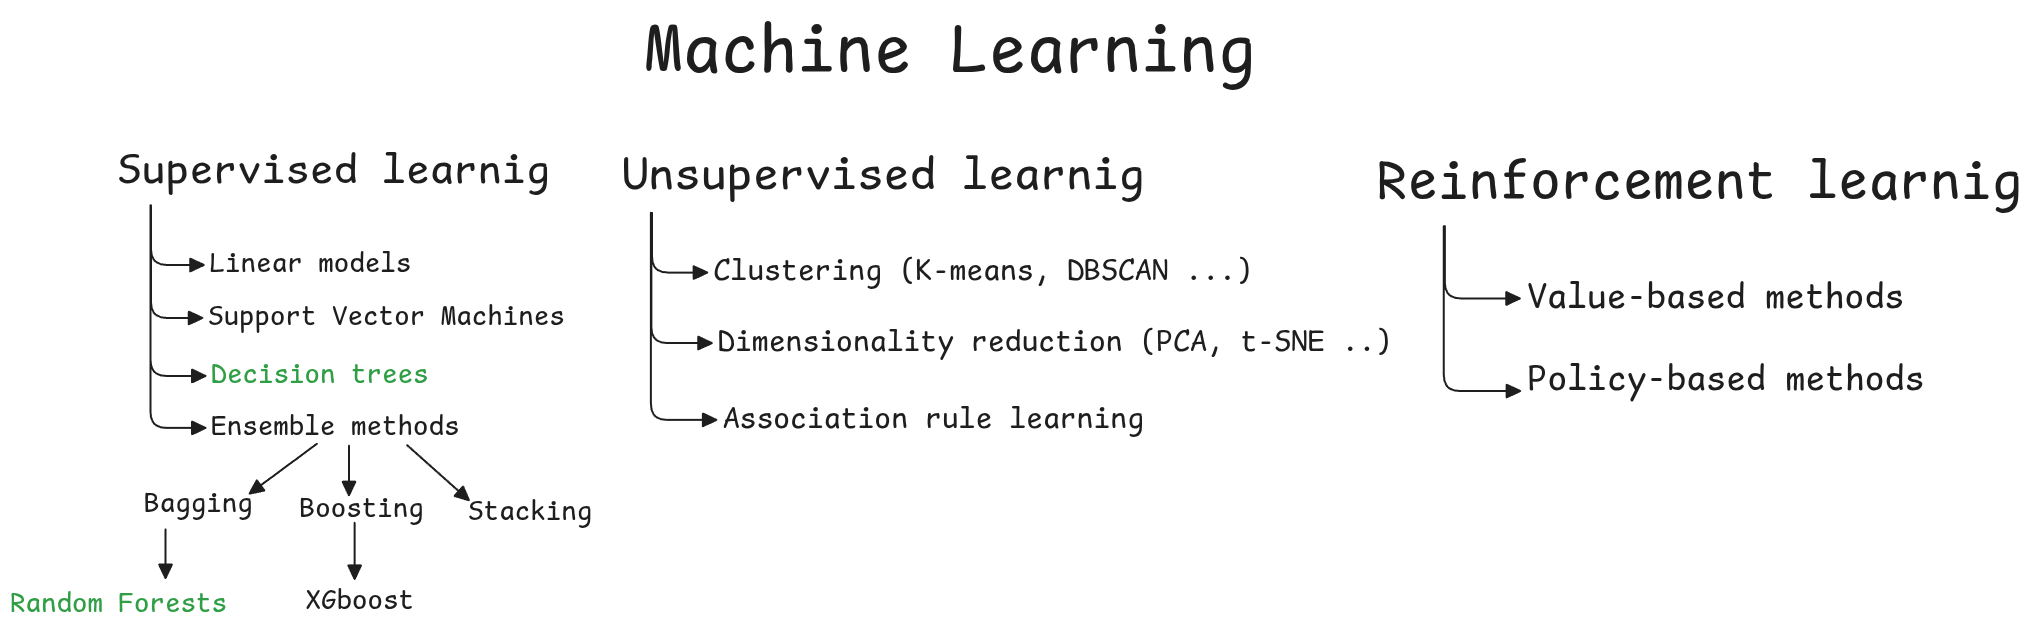 Machine Learning
Supervised learnig
Linear models
Support Vector Machines
Decision trees
Ensemble methods
Bagging
Boosting
Stacking
Random Forests
XGboost
Unsupervised learnig
Clustering (K-means, DBSCAN ...)
Dimensionality reduction (PCA, t-SNE ..)
Association rule learning
Reinforcement learnig
Value-based methods
Policy-based methods